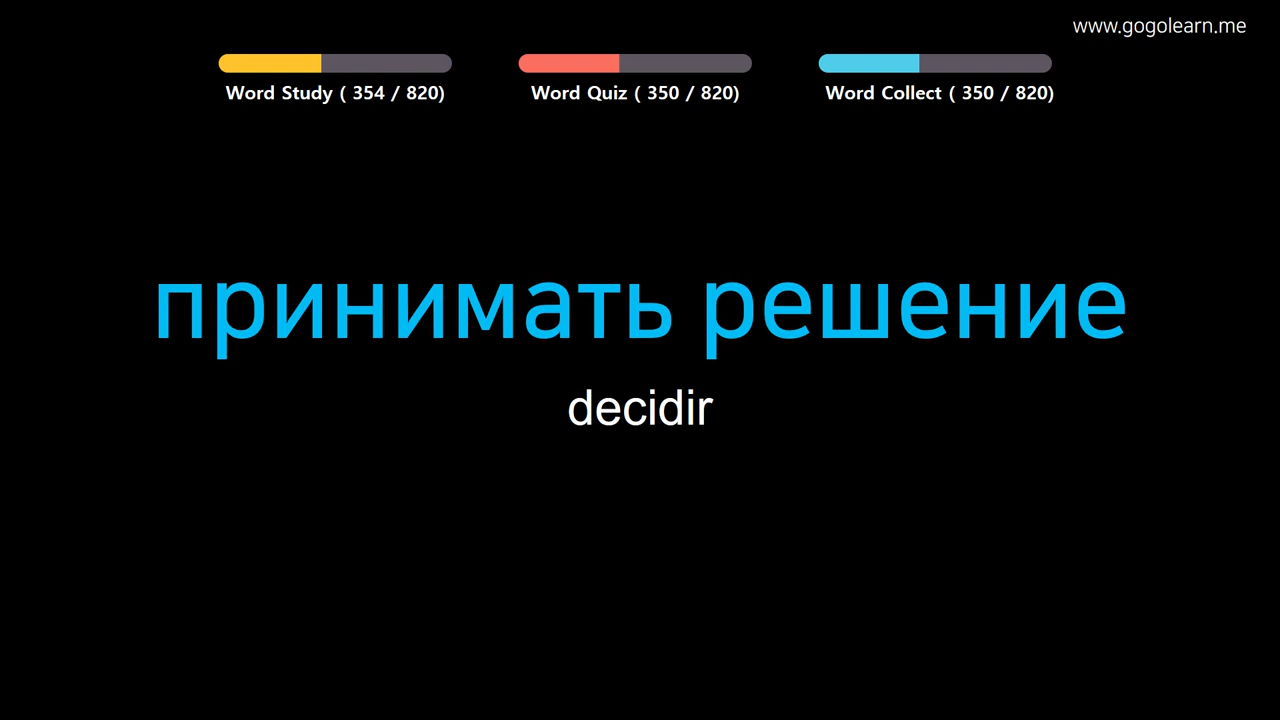 www.gogolearn.me
Word Study ( 354 / 820)
Word Quiz ( 350 / 820)
Word Collect ( 350 / 820)
принимать решение
decidir